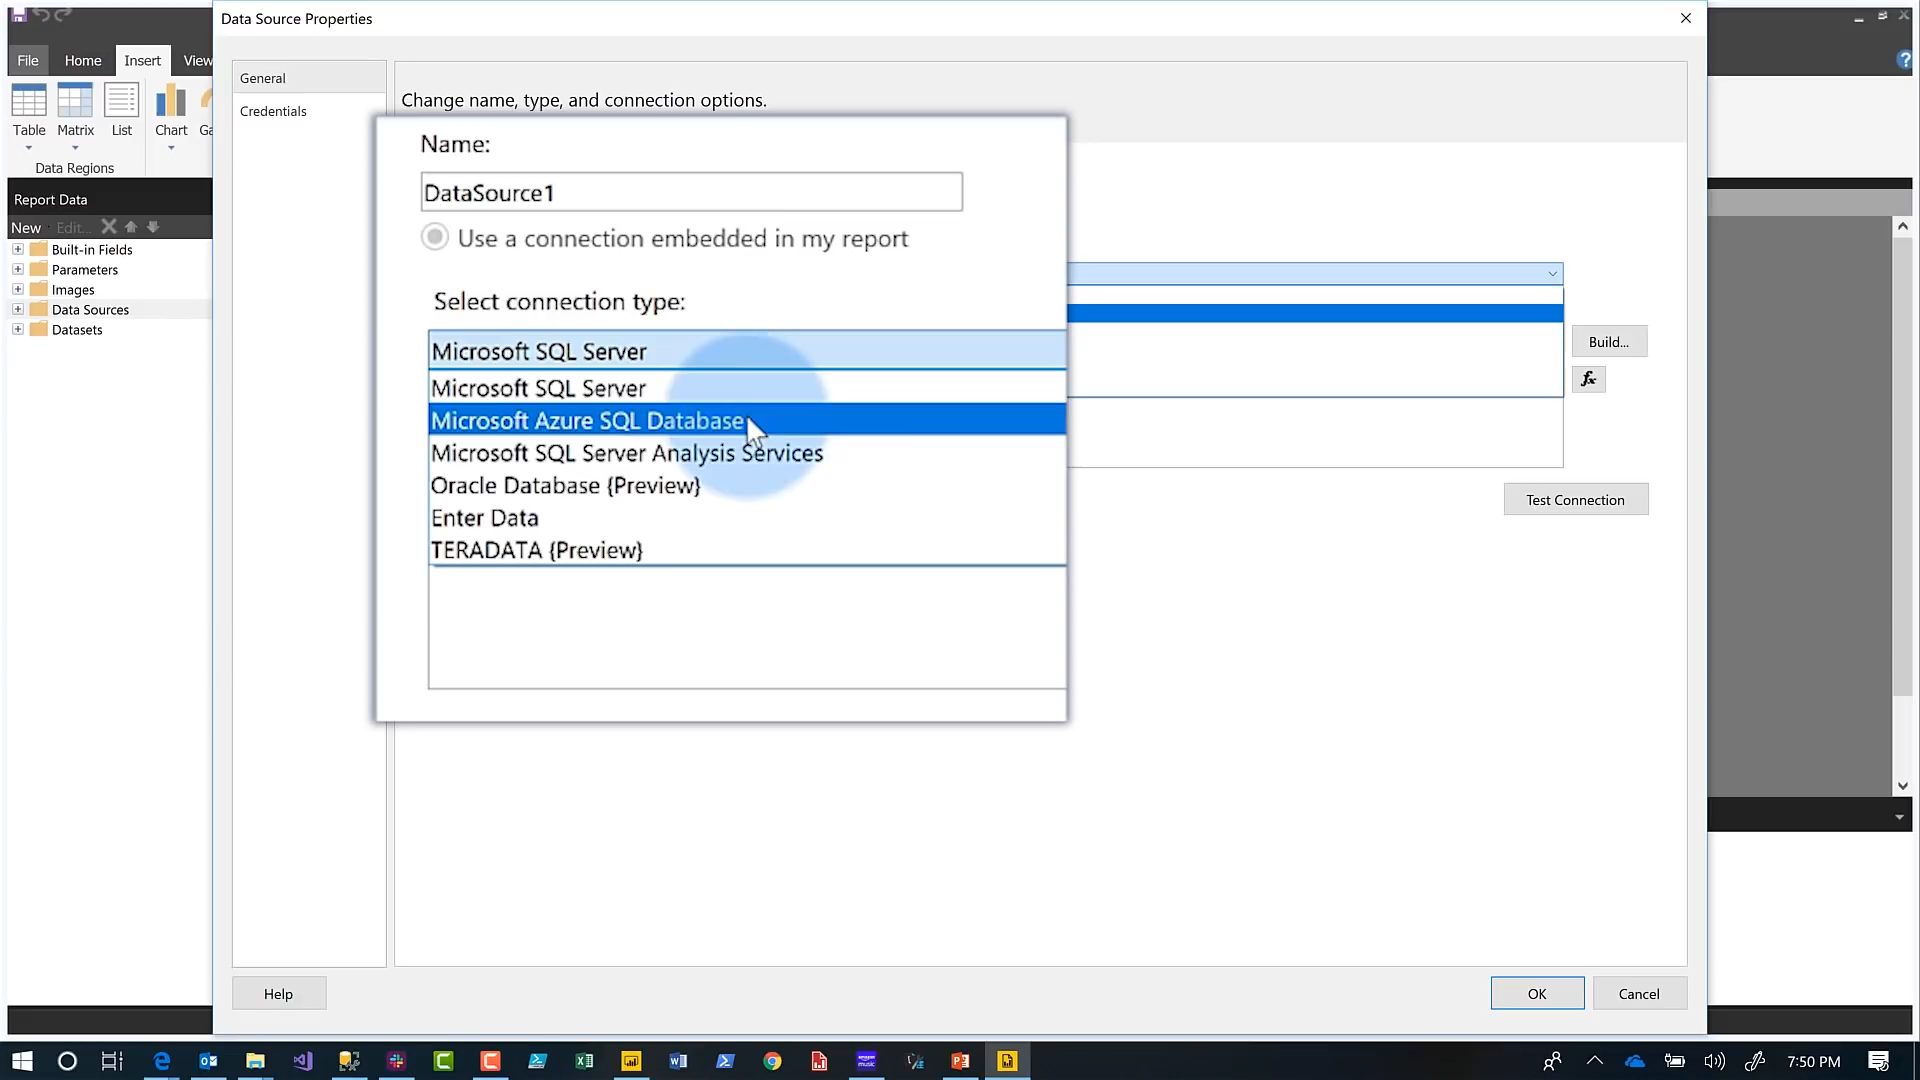 Data Source Properties
File
Home
Insert
View
Table
Matrix
List
Chart
Data Regions
Report Data
New
Edit...
Built-in Fields
Parameters
Images
Data Sources
Datasets
General
Credentials
Change name, type, and connection options.
Name:
DataSource1
Use a connection embedded in my report
Select connection type:
Microsoft SQL Server
Microsoft SQL Server
Microsoft Azure SQL Database
Microsoft SQL Server Analysis Services
Oracle Database {Preview}
Enter Data
TERADATA {Preview}
Build...
fx
Test Connection
Help
OK
Cancel
7:50 PM